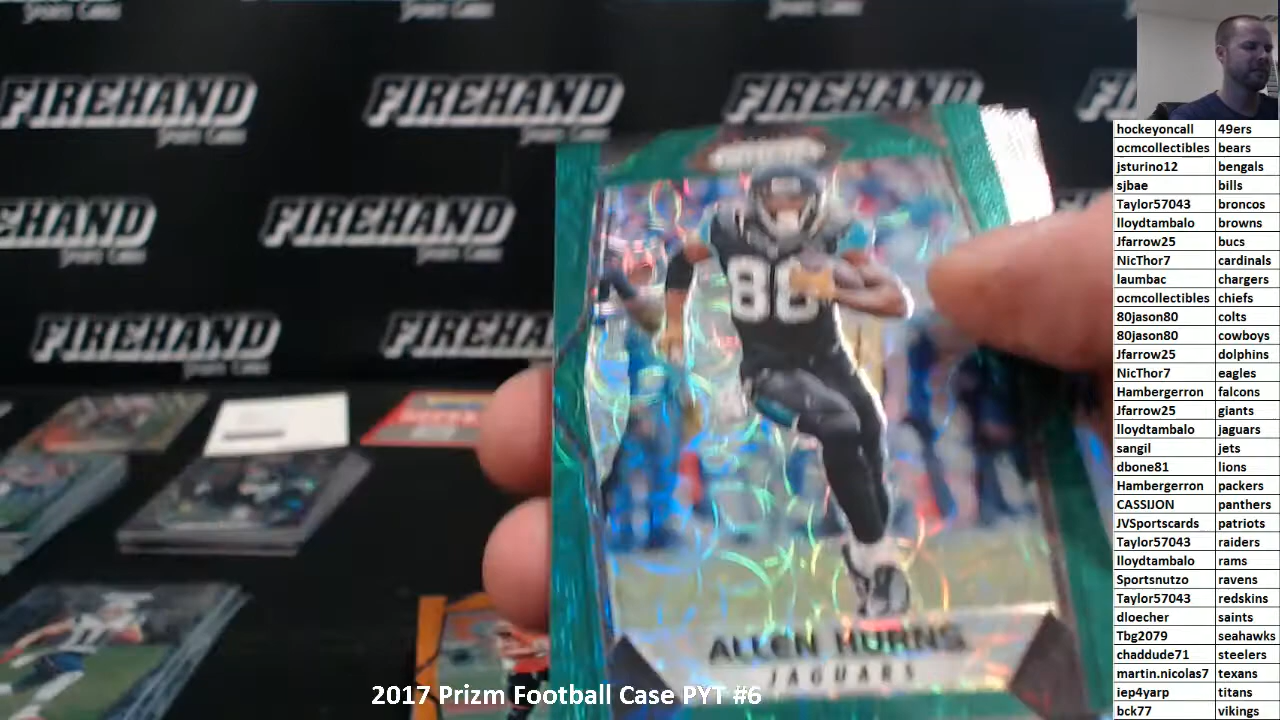 FIREHAND
FIREHAND
FIREHAND
EHAND
FIREHAND
FIREHAND
88
ALLEN HURNS
JAGUARS
2017 Prizm Football Case PYT #6
hockeyoncall 49ers
ocmcollectibles bears
jsturino12 bengals
sjbae bills
Taylor57043 broncos
lloydtambalo browns
Jfarrow25 bucs
NicThor7 cardinals
laumbac chargers
ocmcollectibles chiefs
80jason80 colts
80jason80 cowboys
Jfarrow25 dolphins
NicThor7 eagles
Hambergerron falcons
Jfarrow25 giants
lloydtambalo jaguars
sangil jets
dbone81 lions
Hambergerron packers
CASSIJON panthers
JVSportscards patriots
Taylor57043 raiders
lloydtambalo rams
Sportsnutzo ravens
Taylor57043 redskins
dloecher saints
Tbg2079 seahawks
chaddude71 steelers
martin.nicolas7 texans
iep4yarp titans
bck77 vikings